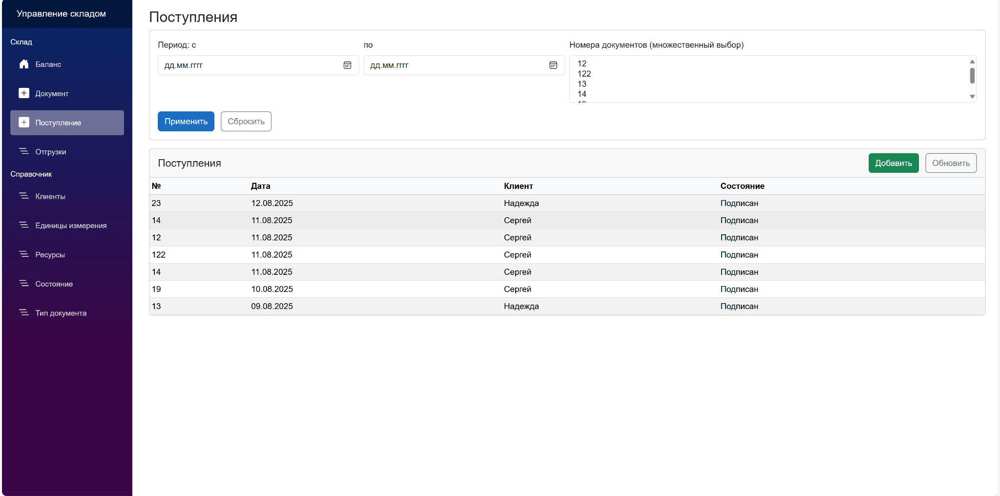 Управление складом
Склад
Баланс
Документ
Поступление
Отгрузки
Справочник
Клиенты
Единицы измерения
Ресурсы
Состояние
Тип документа
Поступления
Период: с
по
Номера документов (множественный выбор)
дд.мм.гггг
дд.мм.гггг
12
122
13
14
Применить
Сбросить
Поступления
Добавить
Обновить
№ Дата Клиент Состояние
23 12.08.2025 Надежда Подписан
14 11.08.2025 Сергей Подписан
12 11.08.2025 Сергей Подписан
122 11.08.2025 Сергей Подписан
14 11.08.2025 Сергей Подписан
19 10.08.2025 Сергей Подписан
13 09.08.2025 Надежда Подписан